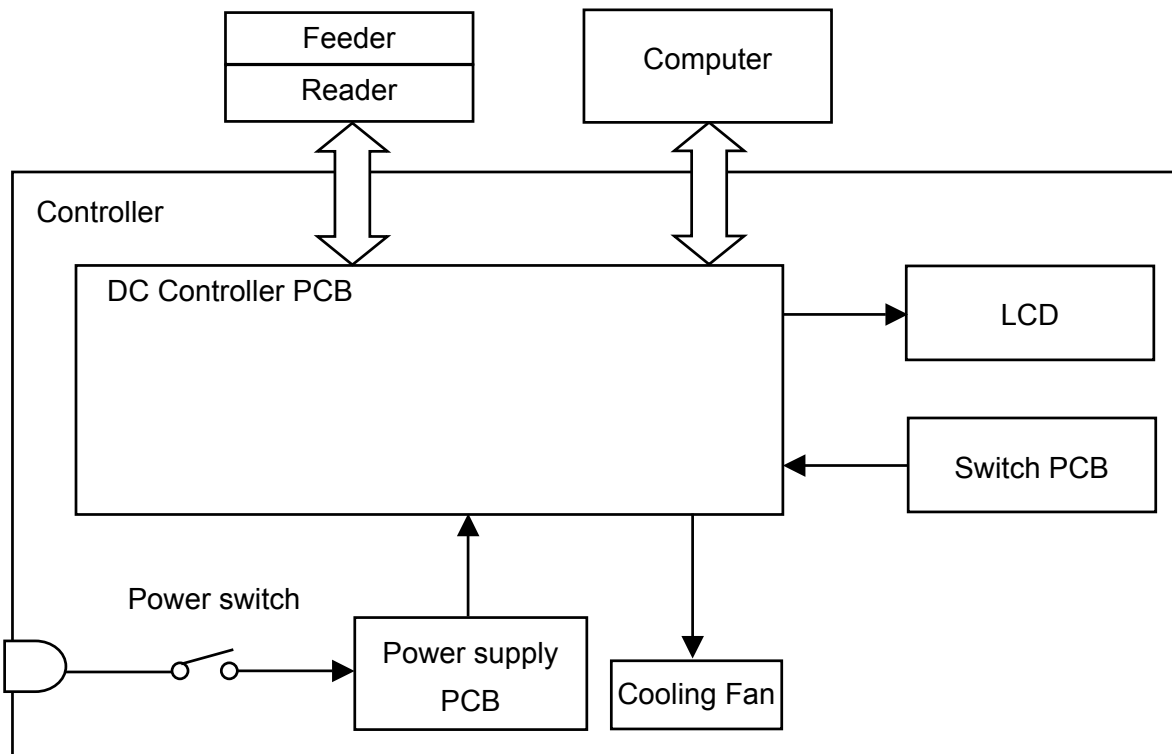 Feeder
Reader
Computer
Controller
DC Controller PCB
LCD
Switch PCB
Power switch
Power supply
PCB
Cooling Fan